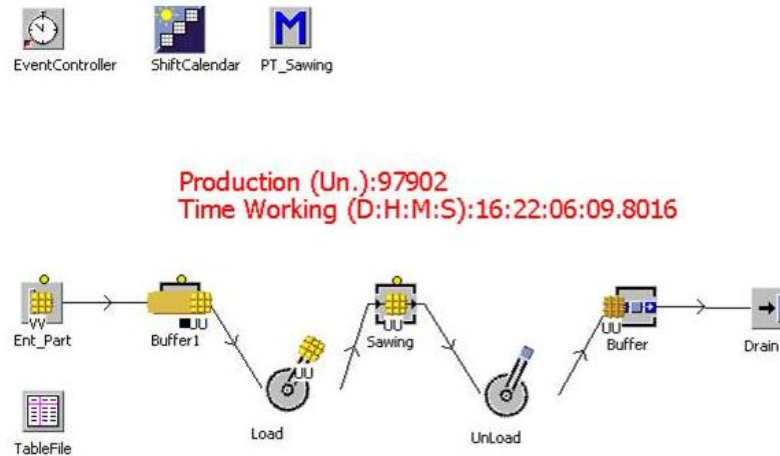 EventController ShiftCalendar PT_Sawing
Production (Un.):97902
Time Working (D:H:M:S):16:22:06:09.8016
Ent_Part Buffer1 Sawing Buffer Drain
Load UnLoad
TableFile